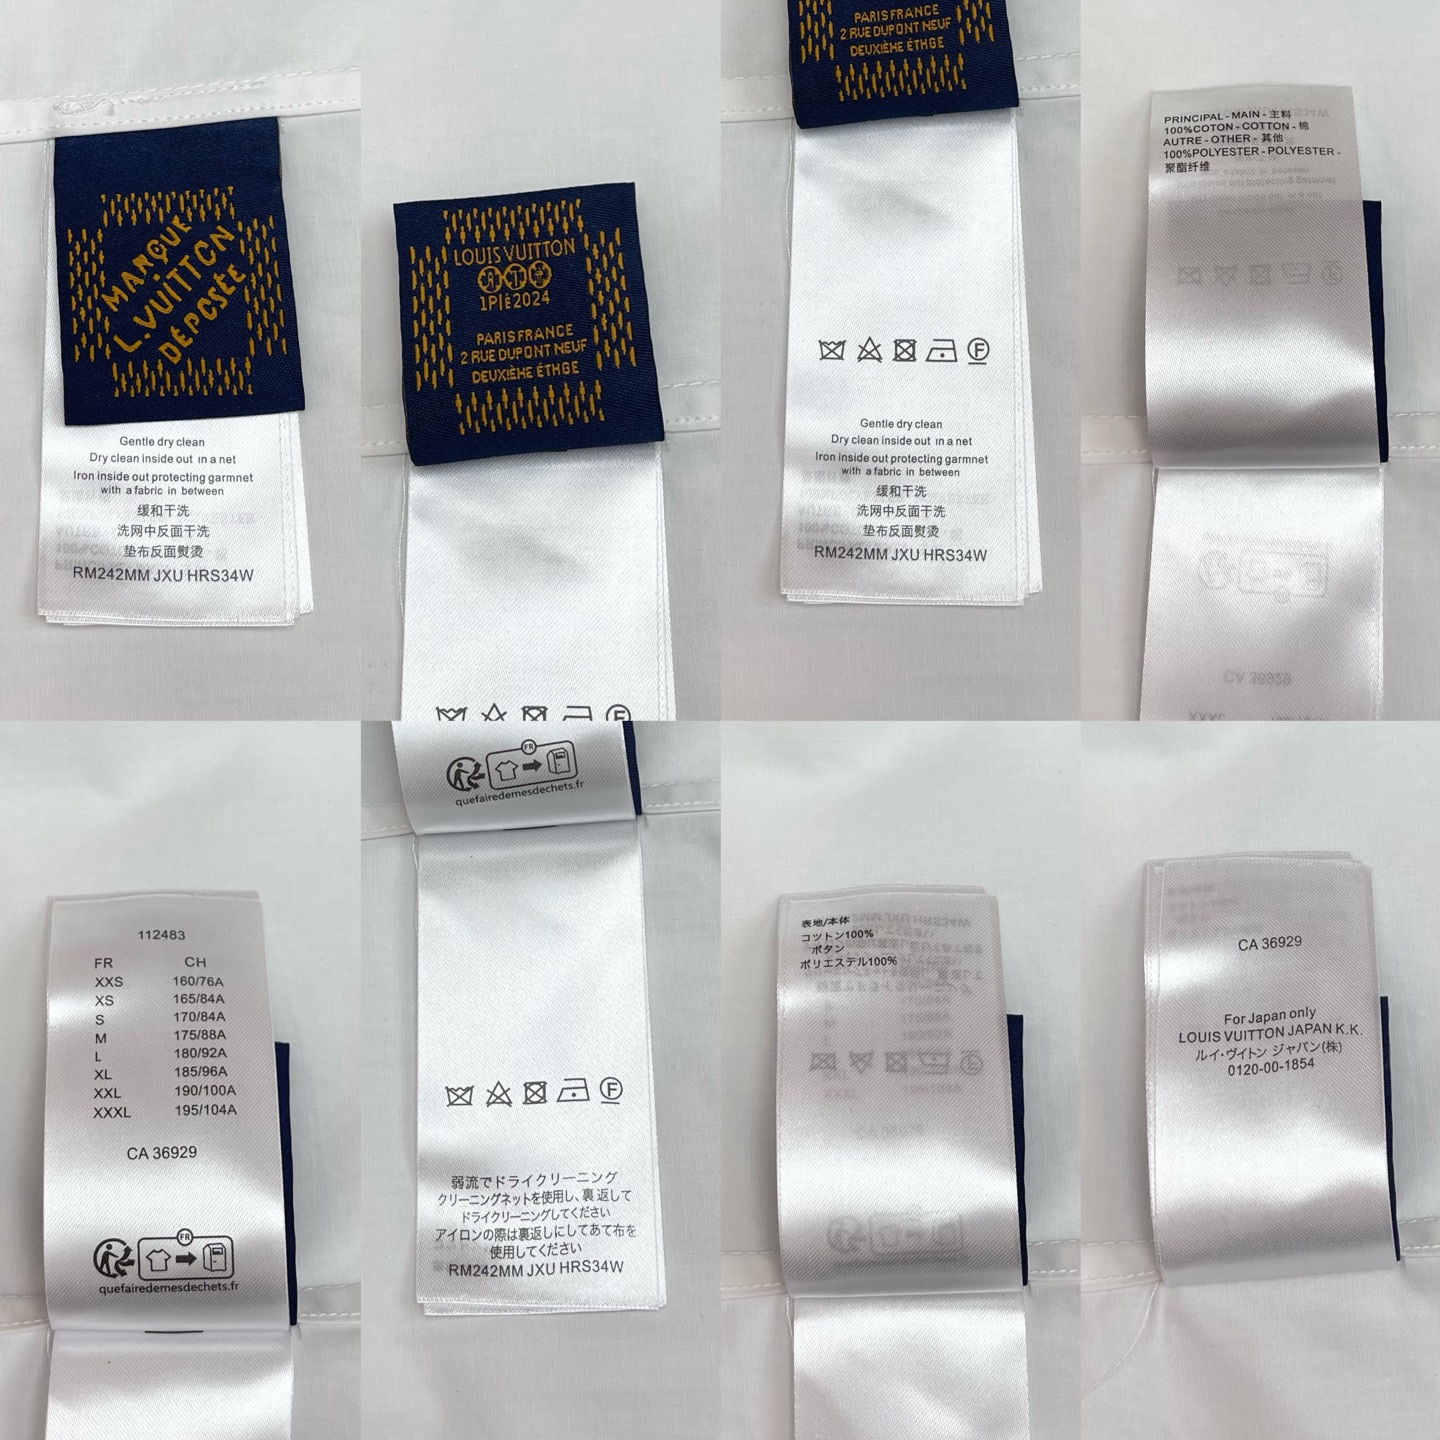 MARQUE
L.VUITTON
DÉPOSÉE
Gentle dry clean
Dry clean inside out in a net
Iron inside out protecting garmnet
with a fabric in between
缓和干洗
洗网中反面干洗
垫布反面熨烫
RM242MM JXU HRS34W
LOUIS VUITTON
1PIÉ2024
PARIS FRANCE
2 RUE DUPONT NEUF
DEUXIÈHE ÉTHGE
PARIS FRANCE
2 RUE DUPONT NEUF
DEUXIÈHE ÉTHGE
F
Gentle dry clean
Dry clean inside out in a net
Iron inside out protecting garmnet
with a fabric in between
缓和干洗
洗网中反面干洗
垫布反面熨烫
RM242MM JXU HRS34W
PRINCIPAL - MAIN - 主料
100%COTON - COTTON - 棉
AUTRE - OTHER - 其他
100%POLYESTER - POLYESTER -
聚酯纤维
112483
FR CH
XXS 160/76A
XS 165/84A
S 170/84A
M 175/88A
L 180/92A
XL 185/96A
XXL 190/100A
XXXL 195/104A
CA 36929
FR
quefairedemesdechets.fr
FR
quefairedemesdechets.fr
F
弱流でドライクリーニング
クリーニングネットを使用し、裏返して
ドライクリーニングしてください
アイロンの際は裏返しにしてあて布を
使用してください
RM242MM JXU HRS34W
表地/本体
コットン100%
ボタン
ポリエステル100%
CA 36929
For Japan only
LOUIS VUITTON JAPAN K.K.
ルイ・ヴイトン ジャパン(株)
0120-00-1854